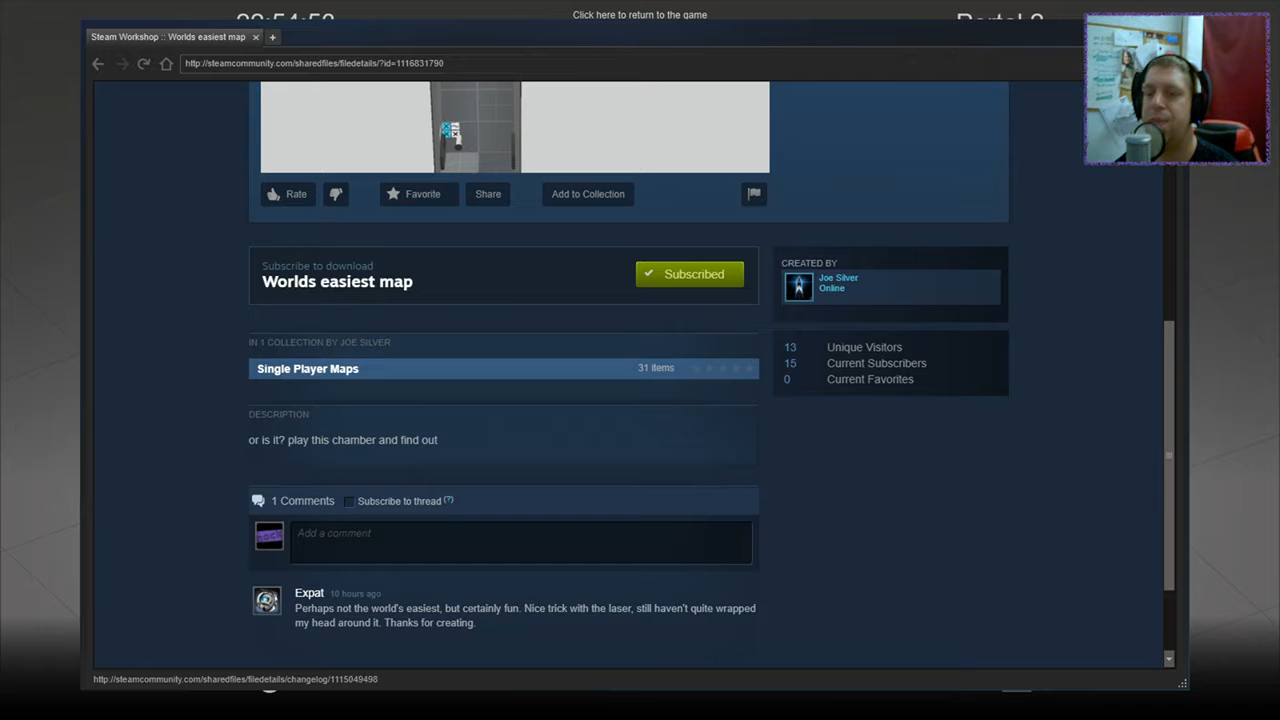 Click here to return to the game
22:54:53
Portal 2
Steam Workshop :: Worlds easiest map
http://steamcommunity.com/sharedfiles/filedetails/?id=1116831790
Rate
Favorite
Share
Add to Collection
Subscribe to download
Worlds easiest map
Subscribed
CREATED BY
Joe Silver
Online
IN 1 COLLECTION BY JOE SILVER
Single Player Maps
31 items
13 Unique Visitors
15 Current Subscribers
0 Current Favorites
DESCRIPTION
or is it? play this chamber and find out
1 Comments
Subscribe to thread (?)
Add a comment
Expat 10 hours ago
Perhaps not the world's easiest, but certainly fun. Nice trick with the laser, still haven't quite wrapped
my head around it. Thanks for creating.
http://steamcommunity.com/sharedfiles/changelog/1115049498